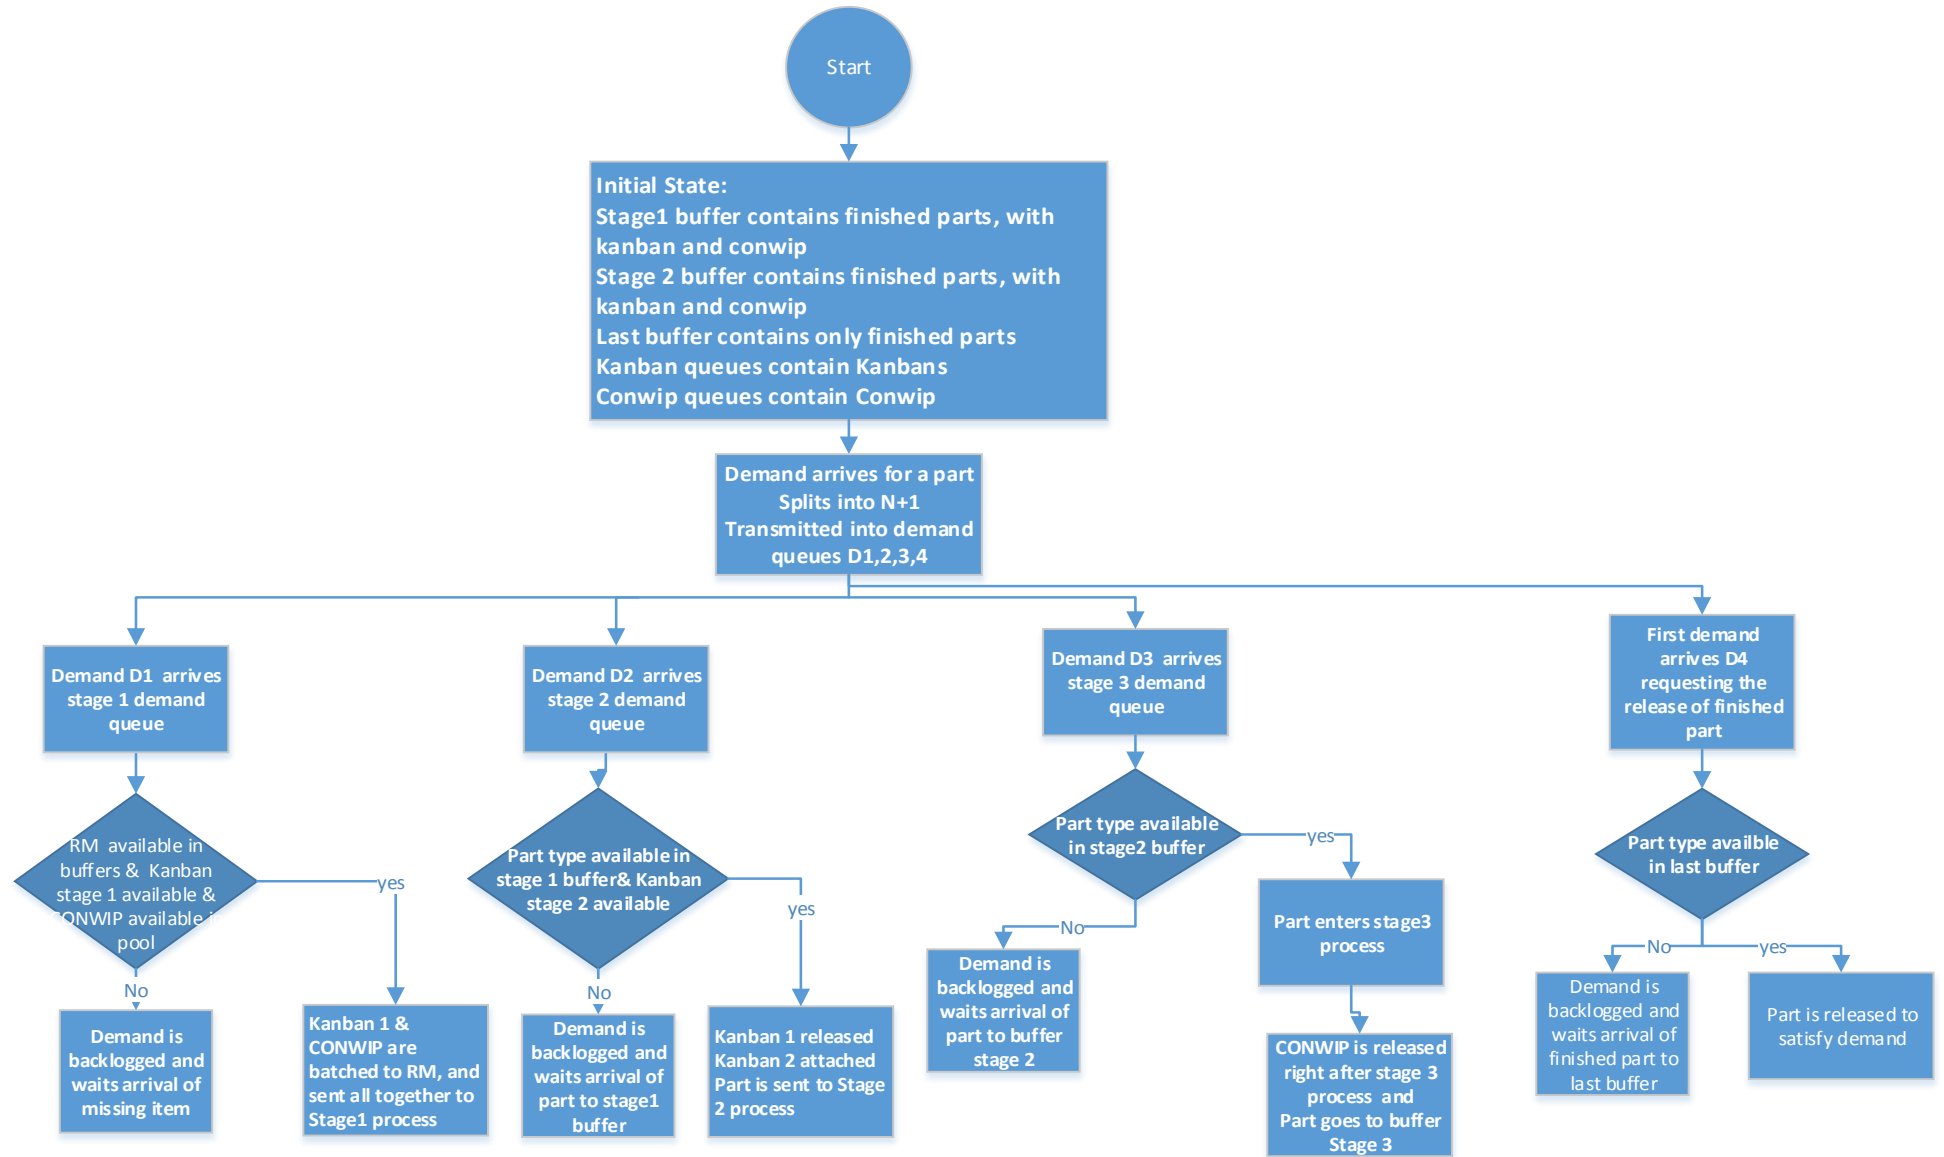 Start
Initial State:
Stage1 buffer contains finished parts, with
kanban and conwip
Stage 2 buffer contains finished parts, with
kanban and conwip
Last buffer contains only finished parts
Kanban queues contain Kanbans
Conwip queues contain Conwip
Demand arrives for a part
Splits into N+1
Transmitted into demand
queues D1,2,3,4
Demand D1 arrives
stage 1 demand
queue
Demand D2 arrives
stage 2 demand
queue
Demand D3 arrives
stage 3 demand
queue
First demand
arrives D4
requesting the
release of finished
part
RM available in
buffers & Kanban
stage 1 available &
CONWIP available in
pool
yes
No
Part type available in
stage 1 buffer& Kanban
stage 2 available
yes
No
Part type available
in stage2 buffer
yes
No
Part type availble
in last buffer
No
yes
Demand is
backlogged and
waits arrival of
missing item
Kanban 1 &
CONWIP are
batched to RM, and
sent all together to
Stage1 process
Demand is
backlogged and
waits arrival of
part to stage1
buffer
Kanban 1 released
Kanban 2 attached
Part is sent to Stage
2 process
Demand is
backlogged and
waits arrival of
part to buffer
stage 2
Part enters stage3
process
CONWIP is released
right after stage 3
process and
Part goes to buffer
Stage 3
Demand is
backlogged and
waits arrival of
finished part to
last buffer
Part is released to
satisfy demand